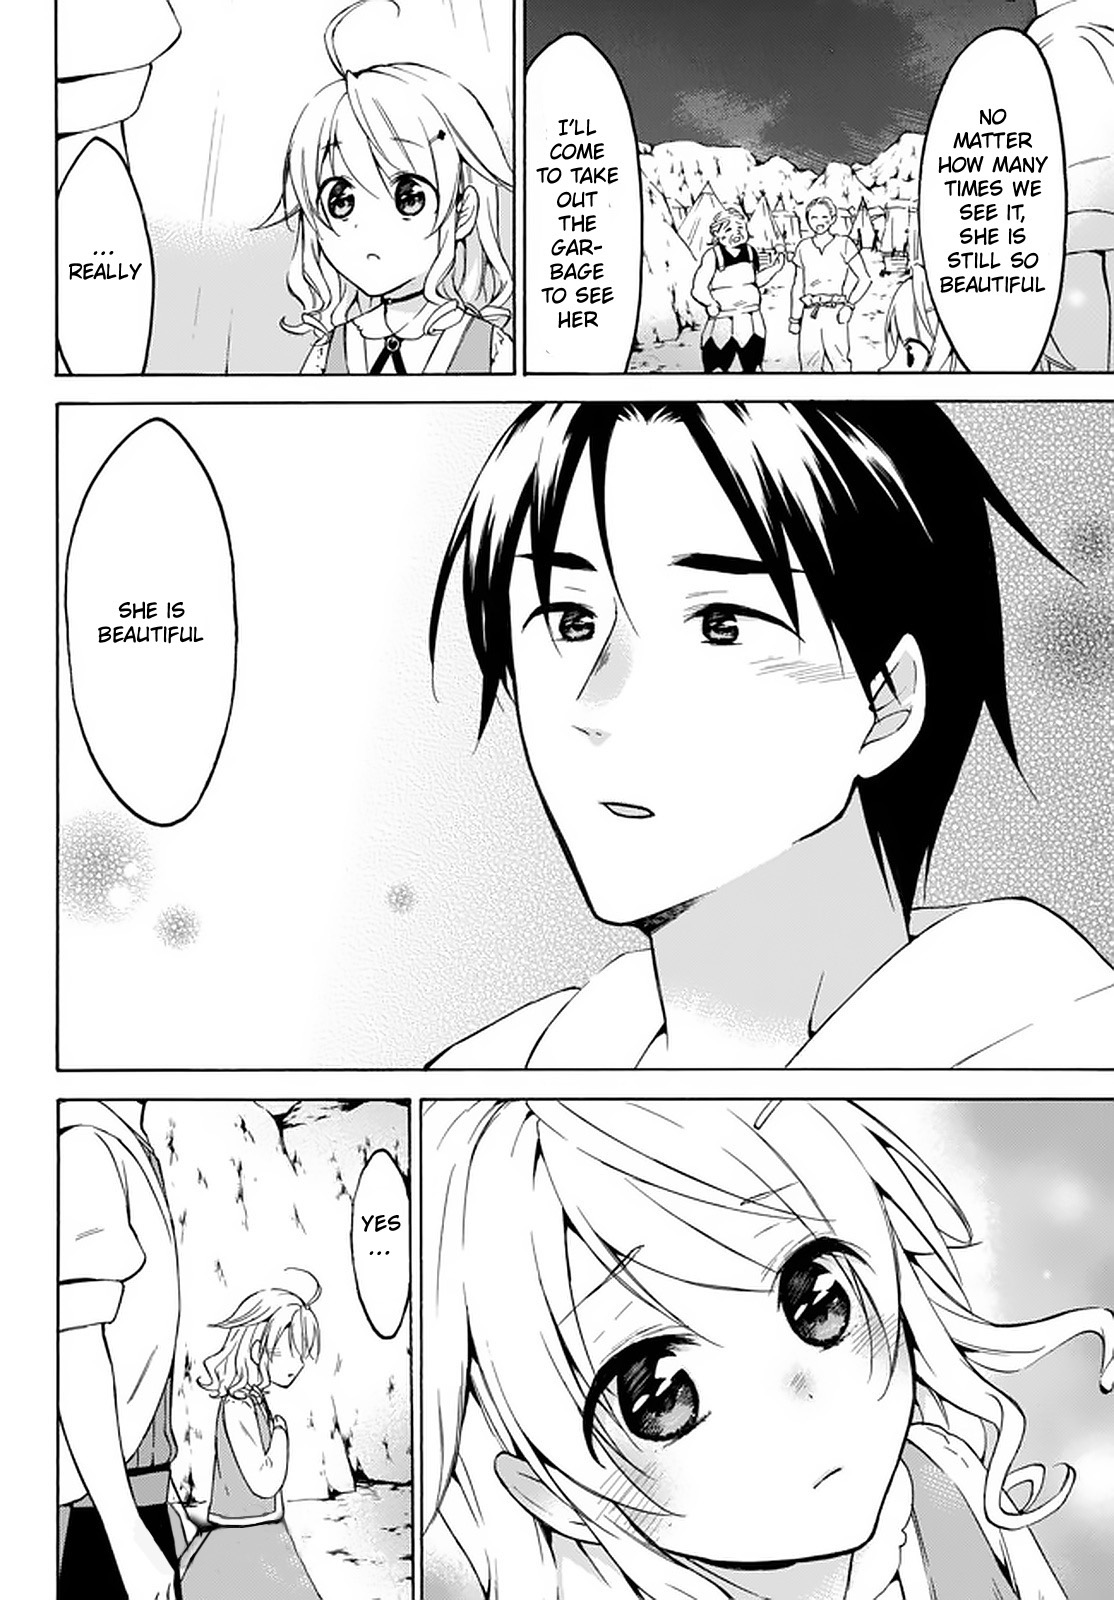 NO
MATTER
HOW MANY
TIMES WE
SEE IT,
SHE IS
STILL SO
BEAUTIFUL
I'LL
COME
TO TAKE
OUT
THE
GAR-
BAGE
TO SEE
HER
...
REALLY
SHE IS
BEAUTIFUL
YES
...